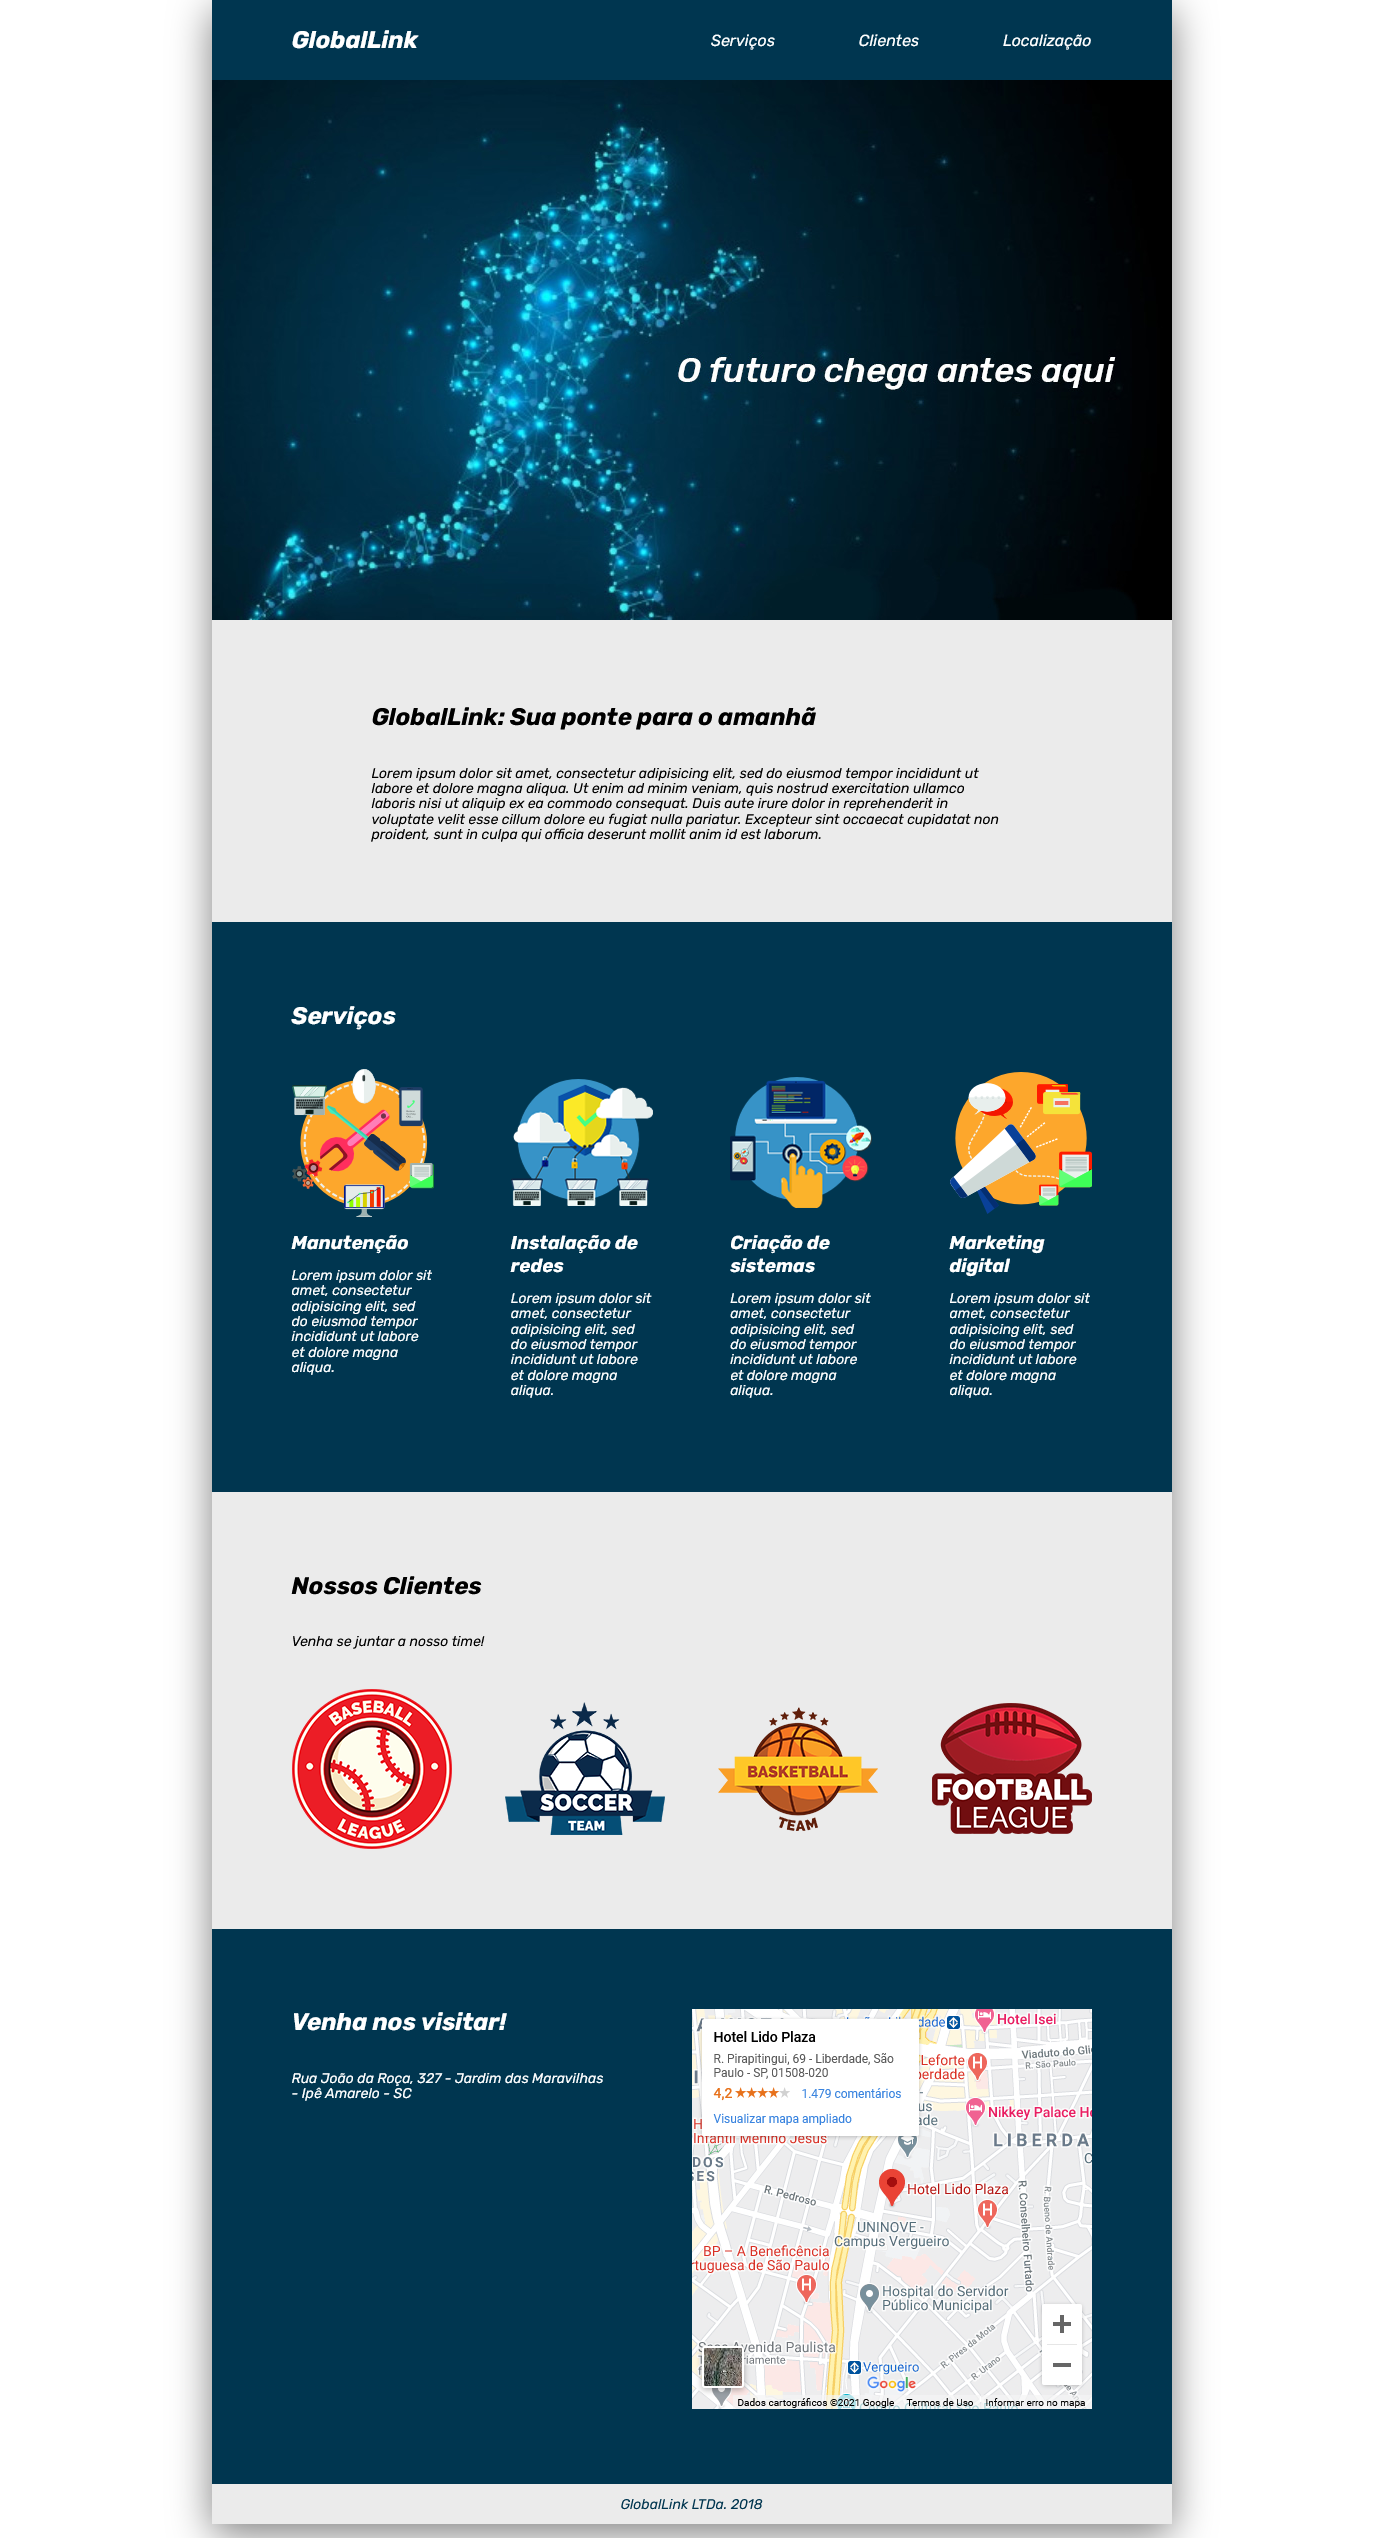 GlobalLink
Serviços
Clientes
Localização
O futuro chega antes aqui
GlobalLink: Sua ponte para o amanhã
Lorem ipsum dolor sit amet, consectetur adipisicing elit, sed do eiusmod tempor incididunt ut
labore et dolore magna aliqua. Ut enim ad minim veniam, quis nostrud exercitation ullamco
laboris nisi ut aliquip ex ea commodo consequat. Duis aute irure dolor in reprehenderit in
voluptate velit esse cillum dolore eu fugiat nulla pariatur. Excepteur sint occaecat cupidatat non
proident, sunt in culpa qui officia deserunt mollit anim id est laborum.
Serviços
Manutenção
Lorem ipsum dolor sit
amet, consectetur
adipisicing elit, sed
do eiusmod tempor
incididunt ut labore
et dolore magna
aliqua.
Instalação de
redes
Lorem ipsum dolor sit
amet, consectetur
adipisicing elit, sed
do eiusmod tempor
incididunt ut labore
et dolore magna
aliqua.
Criação de
sistemas
Lorem ipsum dolor sit
amet, consectetur
adipisicing elit, sed
do eiusmod tempor
incididunt ut labore
et dolore magna
aliqua.
Marketing
digital
Lorem ipsum dolor sit
amet, consectetur
adipisicing elit, sed
do eiusmod tempor
incididunt ut labore
et dolore magna
aliqua.
Nossos Clientes
Venha se juntar a nosso time!
BASEBALL
LEAGUE
SOCCER
TEAM
BASKETBALL
TEAM
FOOTBALL
LEAGUE
Venha nos visitar!
Rua João da Roça, 327 - Jardim das Maravilhas
- Ipê Amarelo - SC
Hotel Lido Plaza
R. Pirapitingui, 69 - Liberdade, São
Paulo - SP, 01508-020
4,2 ★★★★★ 1.479 comentários
Visualizar mapa ampliado
Hotel Isei
Viaduto do Gli
R. São Paulo
Leforte
berdade
Nikkey Palace Ho
LIBERDA
Infantil Menino Jesus
DOS
SES
R. Pedroso
Hotel Lido Plaza
R. Conselheiro Furtado
R. Bueno de Andrade
UNINOVE -
Campus Vergueiro
BP – A Beneficência
rtuguesa de São Paulo
Hospital do Servidor
Público Municipal
R. Pires da Mota
R. Urano
Avenida Paulista
riamente
Vergueiro
Google
Dados cartográficos ©2021 Google
Termos de Uso
Informar erro no mapa
GlobalLink LTDa. 2018